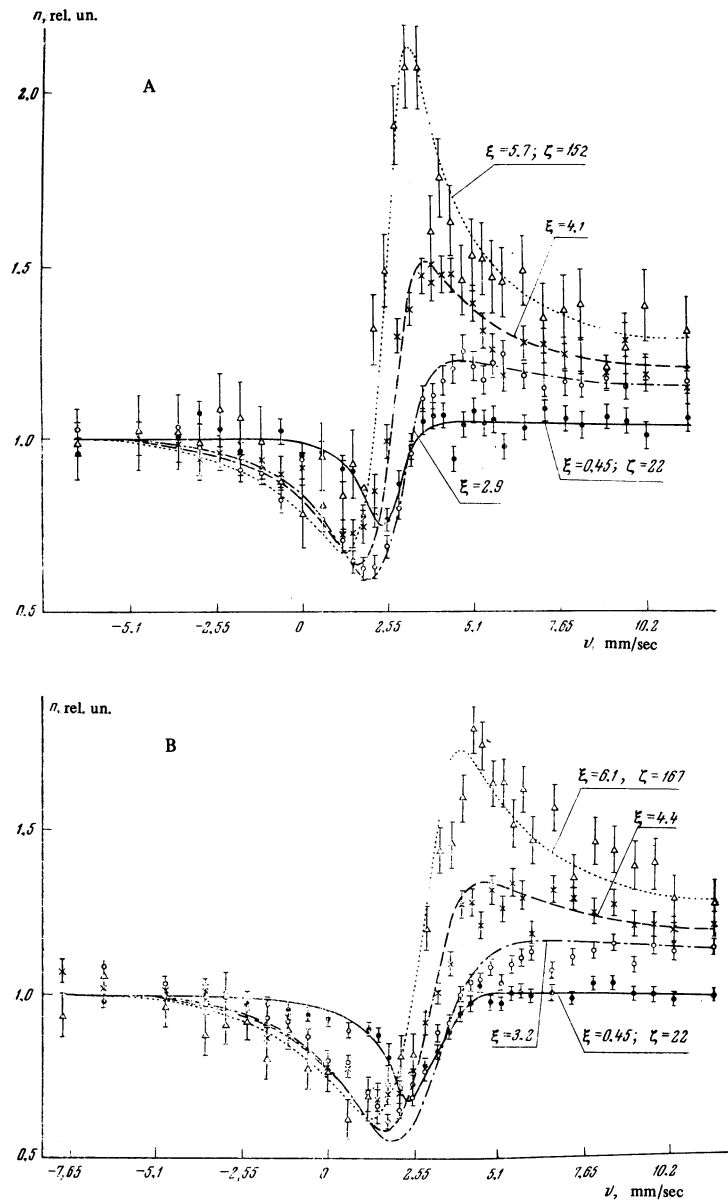 n, rel. un.
A
2.0
ξ=5.7; ζ=152
ξ=4.1
1.5
1.0
ξ=0.45; ζ=22
ξ=2.9
0.5
−5.1 −2.55 0 2.55 5.1 7.65 10.2
v, mm/sec
n, rel. un.
B
ξ=6.1, ζ=167
ξ=4.4
1.5
1.0
ξ=3.2
ξ=0.45; ζ=22
0.5
−7.65 −5.1 −2.55 0 2.55 5.1 7.65 10.2
v, mm/sec